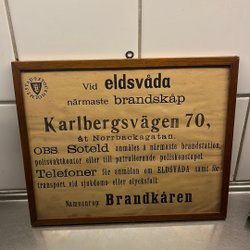 Vid eldsvåda
närmaste brandskåp
Karlbergsvägen 70,
åt Norrbackagatan.
OBS. Soteld anmäles å närmaste brandstation,
polisvaktkontor eller till patrullerande poliskonstapel.
Telefoner för anmälan om ELDSVÅDA samt för
transport vid sjukdoms- eller olycksfall:
Namnanrop Brandkåren